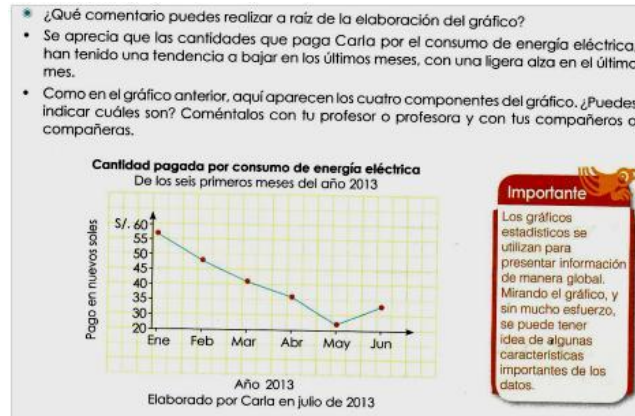 ¿Qué comentario puedes realizar a raíz de la elaboración del gráfico?
Se aprecia que las cantidades que paga Carla por el consumo de energía eléctrica,
han tenido una tendencia a bajar en los últimos meses, con una ligera alza en el último
mes.
Como en el gráfico anterior, aquí aparecen los cuatro componentes del gráfico. ¿Puedes
indicar cuáles son? Coméntalos con tu profesor o profesora y con tus compañeros o
compañeras.
Cantidad pagada por consumo de energía eléctrica
De los seis primeros meses del año 2013
Pago en nuevos soles
S/. 60
55
50
45
40
35
30
20
Ene Feb Mar Abr May Jun
Año 2013
Elaborado por Carla en julio de 2013
Importante
Los gráficos
estadísticos se
utilizan para
presentar información
de manera global.
Mirando el gráfico, y
sin mucho esfuerzo,
se puede tener
idea de algunas
características
importantes de los
datos.